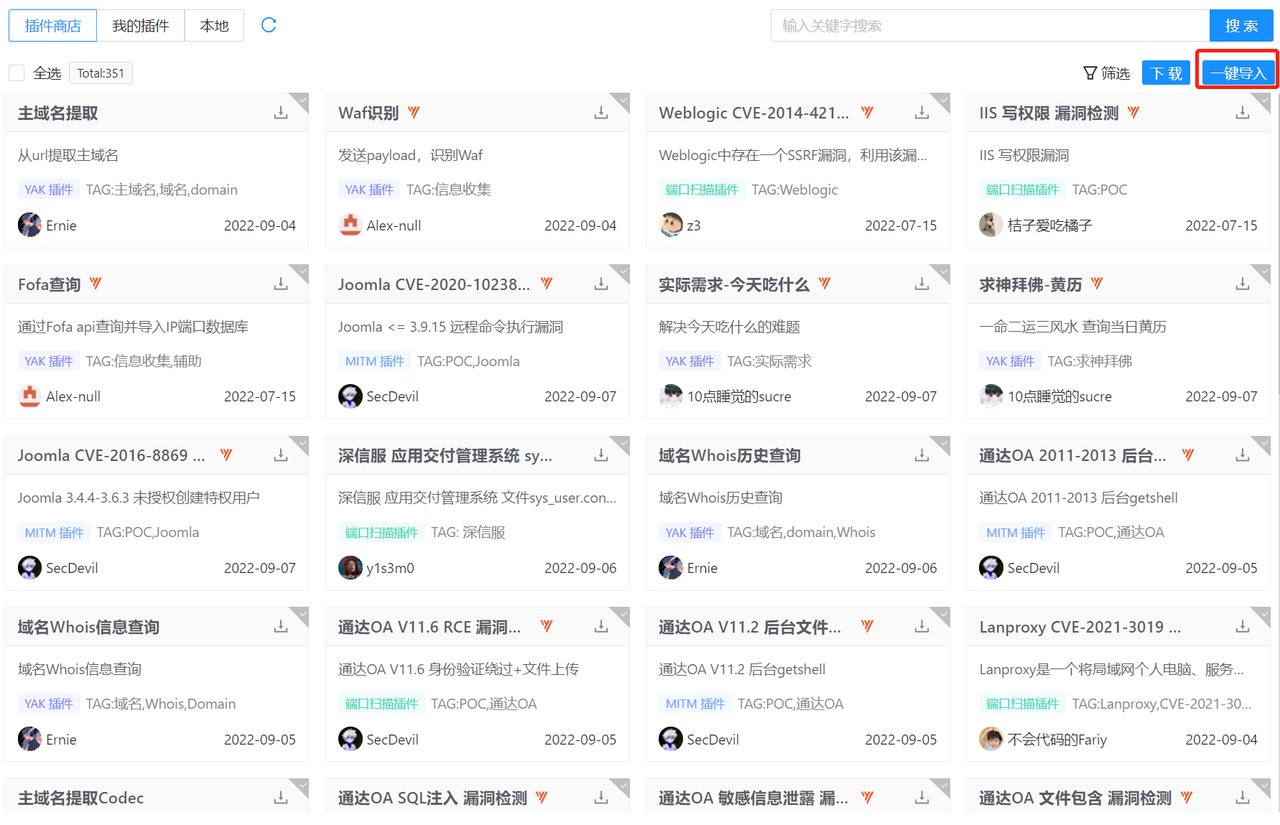 插件商店 我的插件 本地 输入关键字搜索 搜 索
全选 Total:351 筛选 下 载 一键导入
主域名提取
从url提取主域名
YAK 插件 TAG:主域名,域名,domain
Ernie 2022-09-04
Waf识别
发送payload，识别Waf
YAK 插件 TAG:信息收集
Alex-null 2022-09-04
Weblogic CVE-2014-421...
Weblogic中存在一个SSRF漏洞，利用该漏...
端口扫描插件 TAG:Weblogic
z3 2022-07-15
IIS 写权限 漏洞检测
IIS 写权限漏洞
端口扫描插件 TAG:POC
桔子爱吃橘子 2022-07-15
Fofa查询
通过Fofa api查询并导入IP端口数据库
YAK 插件 TAG:信息收集,辅助
Alex-null 2022-07-15
Joomla CVE-2020-10238...
Joomla <= 3.9.15 远程命令执行漏洞
MITM 插件 TAG:POC,Joomla
SecDevil 2022-09-07
实际需求-今天吃什么
解决今天吃什么的难题
YAK 插件 TAG:实际需求
10点睡觉的sucre 2022-09-07
求神拜佛-黄历
一命二运三风水 查询当日黄历
YAK 插件 TAG:求神拜佛
10点睡觉的sucre 2022-09-07
Joomla CVE-2016-8869 ...
Joomla 3.4.4-3.6.3 未授权创建特权用户
MITM 插件 TAG:POC,Joomla
SecDevil 2022-09-07
深信服 应用交付管理系统 sy...
深信服 应用交付管理系统 文件sys_user.con...
端口扫描插件 TAG: 深信服
y1s3m0 2022-09-06
域名Whois历史查询
域名Whois历史查询
YAK 插件 TAG:域名,domain,Whois
Ernie 2022-09-06
通达OA 2011-2013 后台...
通达OA 2011-2013 后台getshell
MITM 插件 TAG:POC,通达OA
SecDevil 2022-09-05
域名Whois信息查询
域名Whois信息查询
YAK 插件 TAG:域名,Whois,Domain
Ernie 2022-09-05
通达OA V11.6 RCE 漏洞...
通达OA V11.6 身份验证绕过+文件上传
端口扫描插件 TAG:POC,通达OA
SecDevil 2022-09-05
通达OA V11.2 后台文件...
通达OA V11.2 后台getshell
MITM 插件 TAG:POC,通达OA
SecDevil 2022-09-05
Lanproxy CVE-2021-3019 ...
Lanproxy是一个将局域网个人电脑、服务...
端口扫描插件 TAG:Lanproxy,CVE-2021-30...
不会代码的Fariy 2022-09-04
主域名提取Codec
通达OA SQL注入 漏洞检测
通达OA 敏感信息泄露 漏...
通达OA 文件包含 漏洞检测